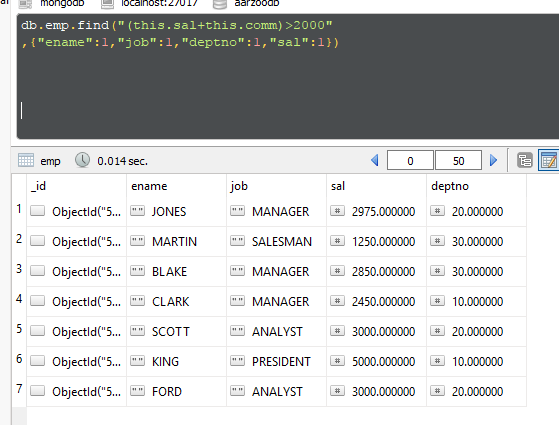 mongodb localhost:27017 aarzoodb
db.emp.find("(this.sal+this.comm)>2000"
,{"ename":1,"job":1,"deptno":1,"sal":1})
emp 0.014 sec. 0 50
_id ename job sal deptno
1 ObjectId("5... "" JONES "" MANAGER # 2975.000000 # 20.000000
2 ObjectId("5... "" MARTIN "" SALESMAN # 1250.000000 # 30.000000
3 ObjectId("5... "" BLAKE "" MANAGER # 2850.000000 # 30.000000
4 ObjectId("5... "" CLARK "" MANAGER # 2450.000000 # 10.000000
5 ObjectId("5... "" SCOTT "" ANALYST # 3000.000000 # 20.000000
6 ObjectId("5... "" KING "" PRESIDENT # 5000.000000 # 10.000000
7 ObjectId("5... "" FORD "" ANALYST # 3000.000000 # 20.000000